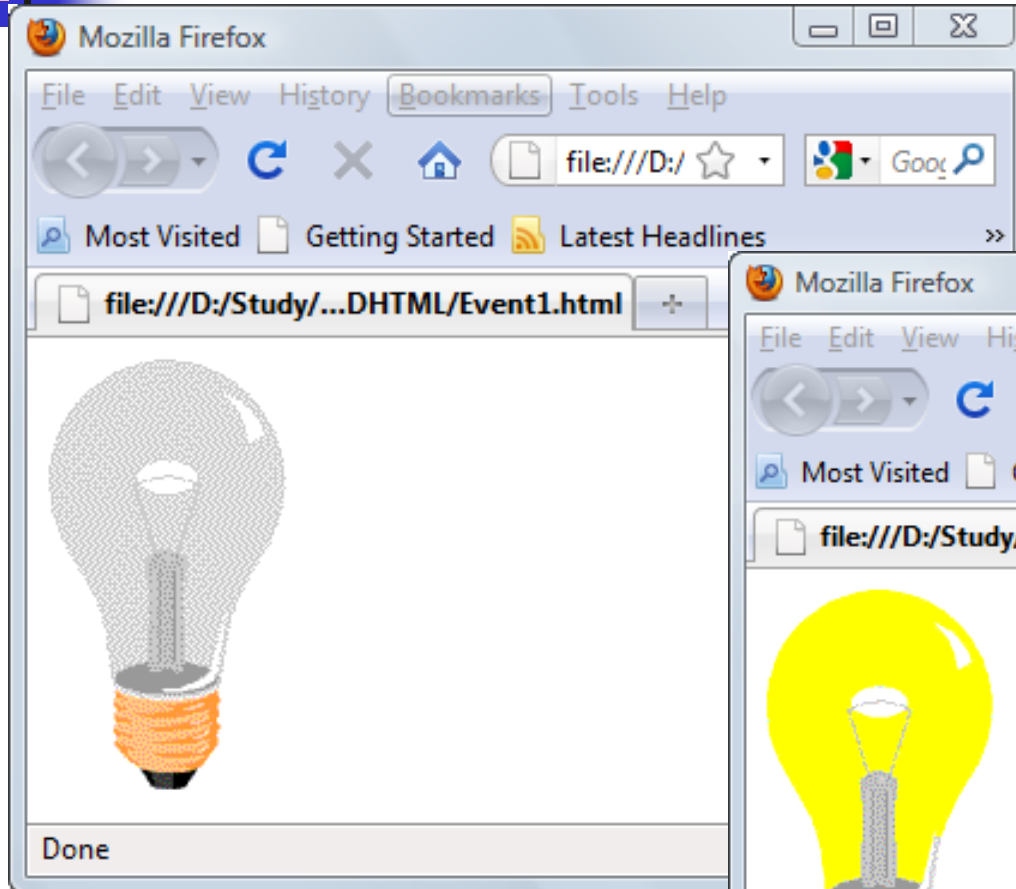 Mozilla Firefox
File Edit View History Bookmarks Tools Help
file:///D:/
Most Visited Getting Started Latest Headlines »
file:///D:/Study/...DHTML/Event1.html
Done
Mozilla Firefox
File Edit View
Most Visited
file:///D:/Study/